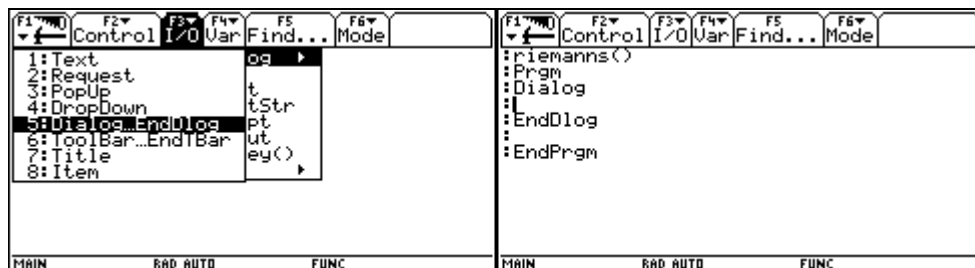 F1 F2 F3 F4 F5 F6
Control I/O Var Find... Mode
1:Text
2:Request
3:PopUp
4:DropDown
5:Dialog…EndDlog
6:ToolBar…EndTBar
7:Title
8:Item
og
t
tStr
pt
ut
ey()
MAIN RAD AUTO FUNC
F1 F2 F3 F4 F5 F6
Control I/O Var Find... Mode
:riemanns()
:Prgm
:Dialog
:
:EndDlog
:
:EndPrgm
MAIN RAD AUTO FUNC